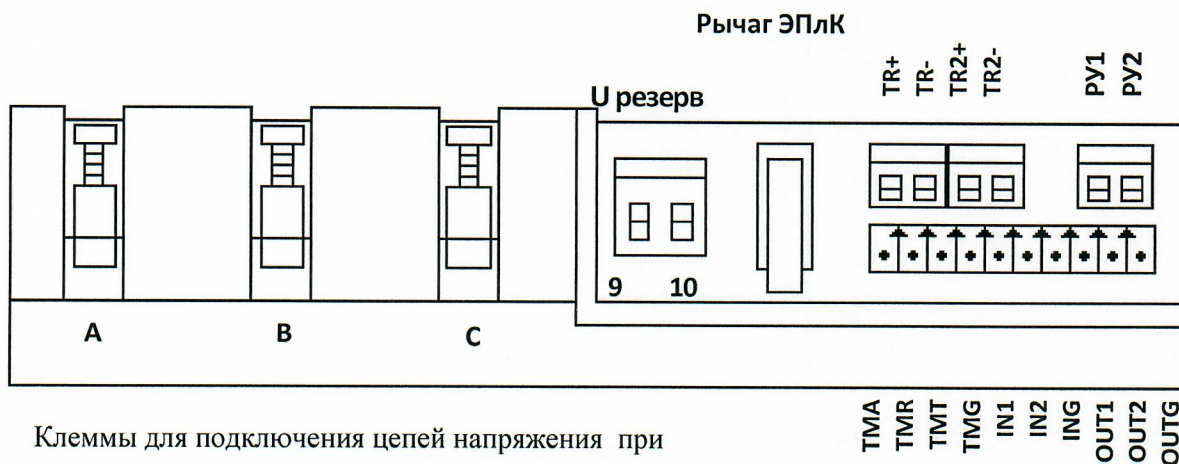 Рычаг ЭПлК
TR+
TR-
TR2+
TR2-
РУ1
РУ2
U резерв
9 10
A B C
TMA
TMR
TMT
TMG
IN1
IN2
ING
OUT1
OUT2
OUTG
Клеммы для подключения цепей напряжения при